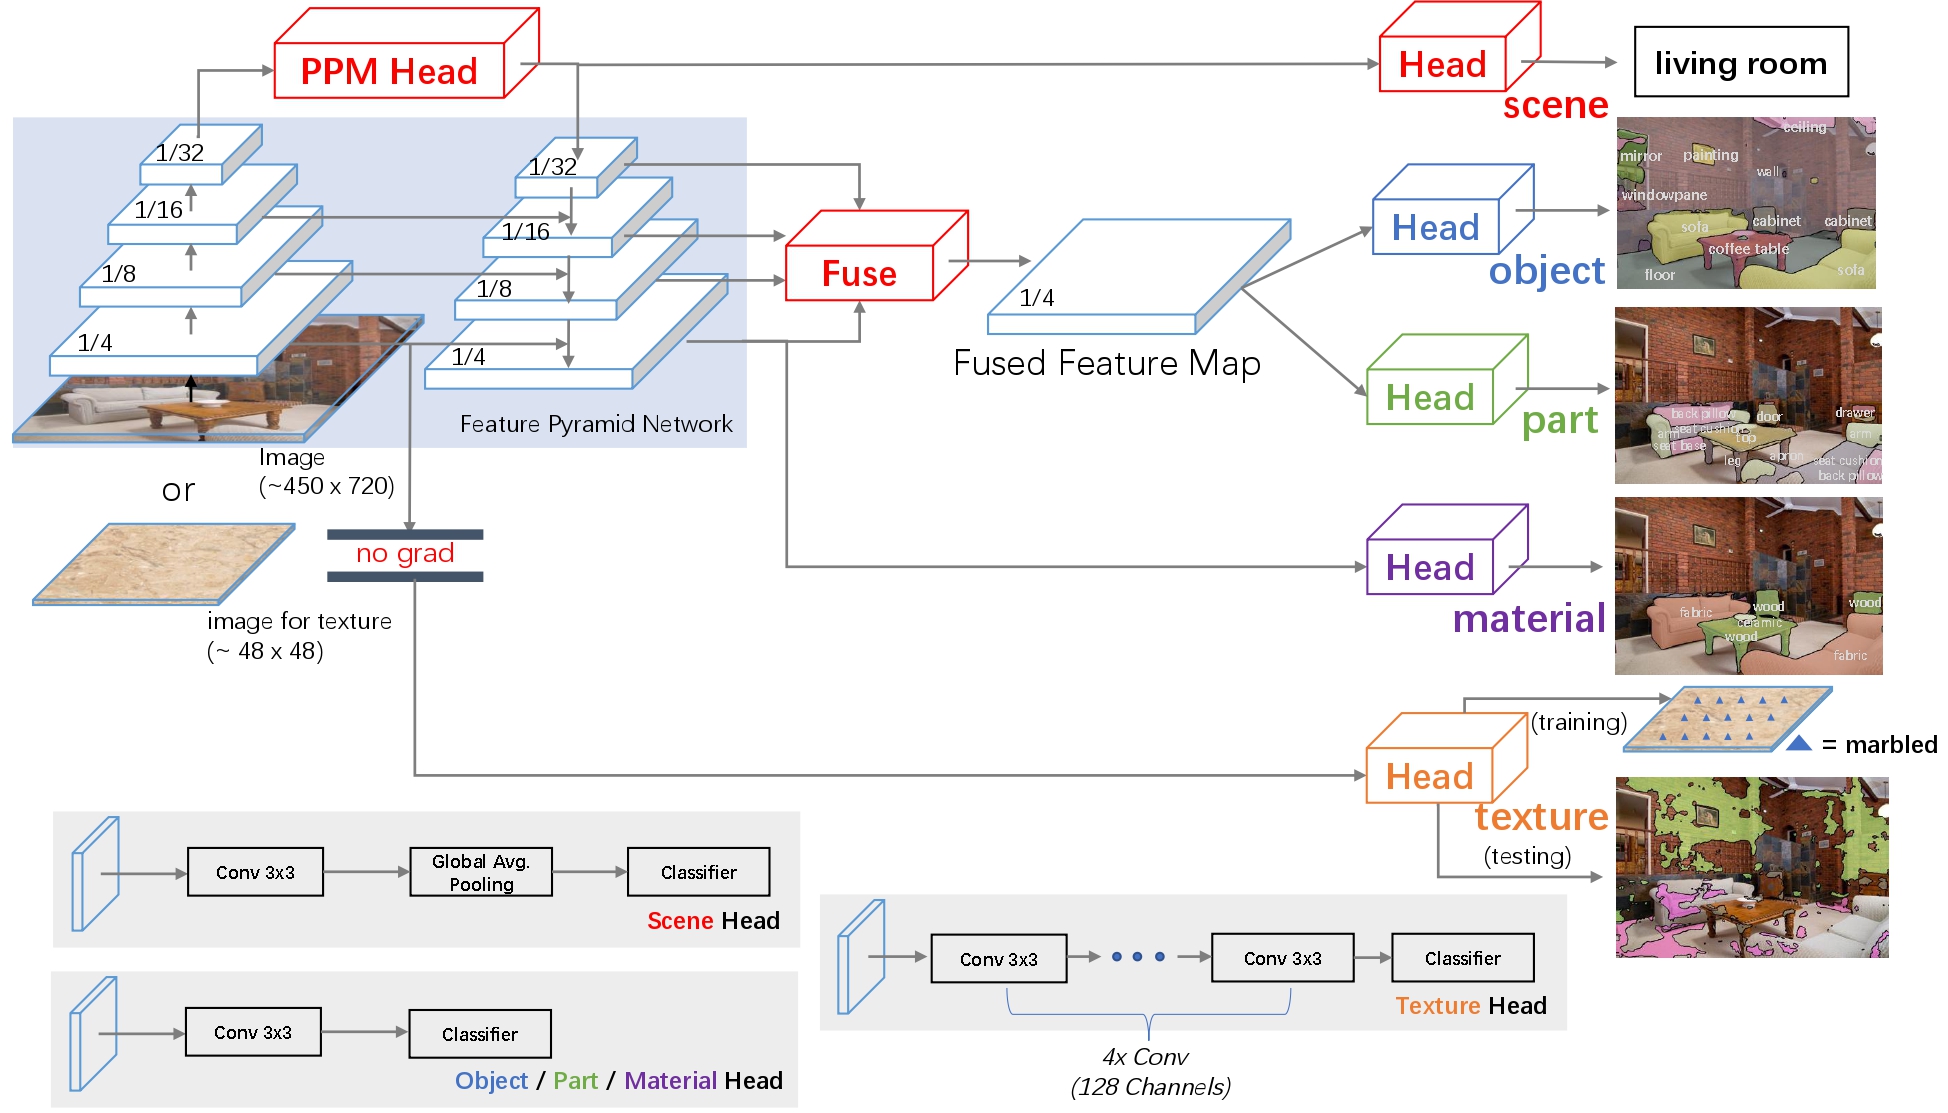 PPM Head
Head
scene
living room
1/32
1/16
1/8
1/4
1/32
1/16
1/8
1/4
Feature Pyramid Network
Image
(~450 x 720)
or
image for texture
(~ 48 x 48)
no grad
Fuse
1/4
Fused Feature Map
Head
object
ceiling
mirror
painting
wall
windowpane
sofa
cabinet
cabinet
coffee table
floor
sofa
Head
part
back pillow
door
drawer
arm
seat cushion
top
arm
seat base
leg
apron
seat cushion
back pillow
Head
material
fabric
wood
wood
ceramic
wood
fabric
Head
texture
(training)
= marbled
(testing)
Conv 3x3
Global Avg.
Pooling
Classifier
Scene Head
Conv 3x3
Classifier
Object / Part / Material Head
Conv 3x3
Conv 3x3
Classifier
Texture Head
4x Conv
(128 Channels)